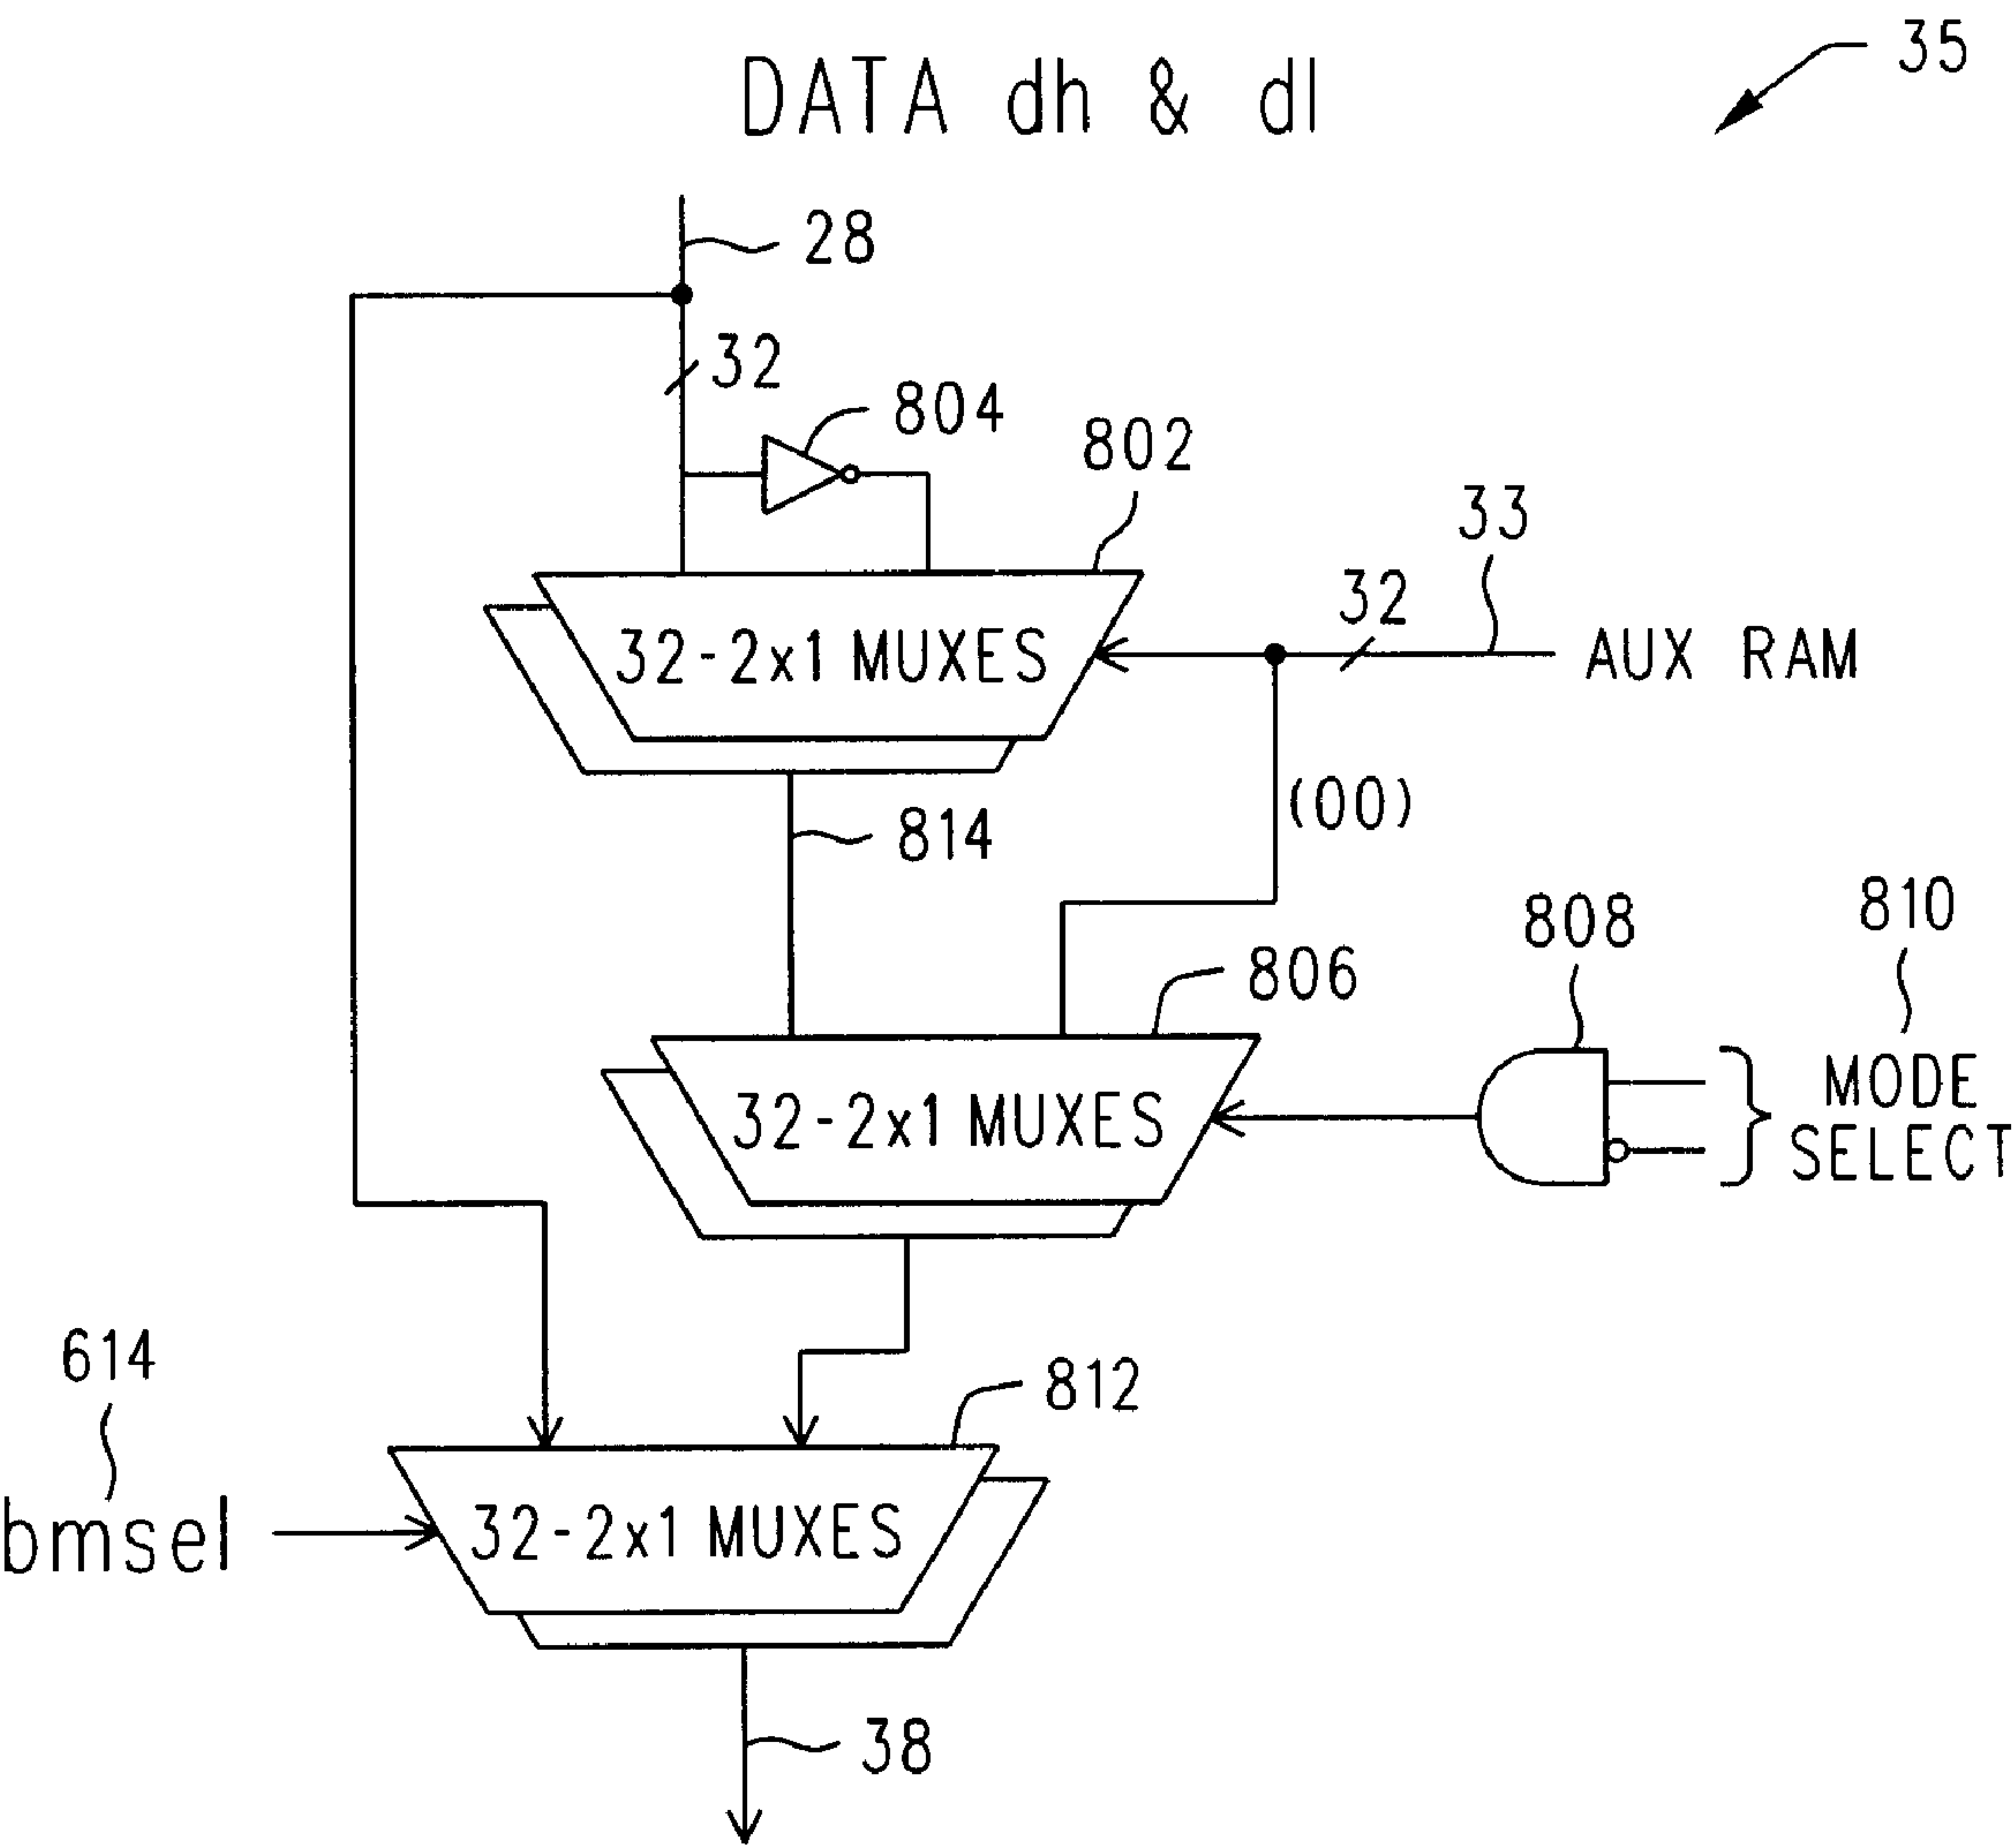 35
DATA dh & dl
28
32
804
802
33
32
32-2x1 MUXES
AUX RAM
(00)
814
810
808
806
MODE
SELECT
32-2x1 MUXES
614
812
bmsel
32-2x1 MUXES
38